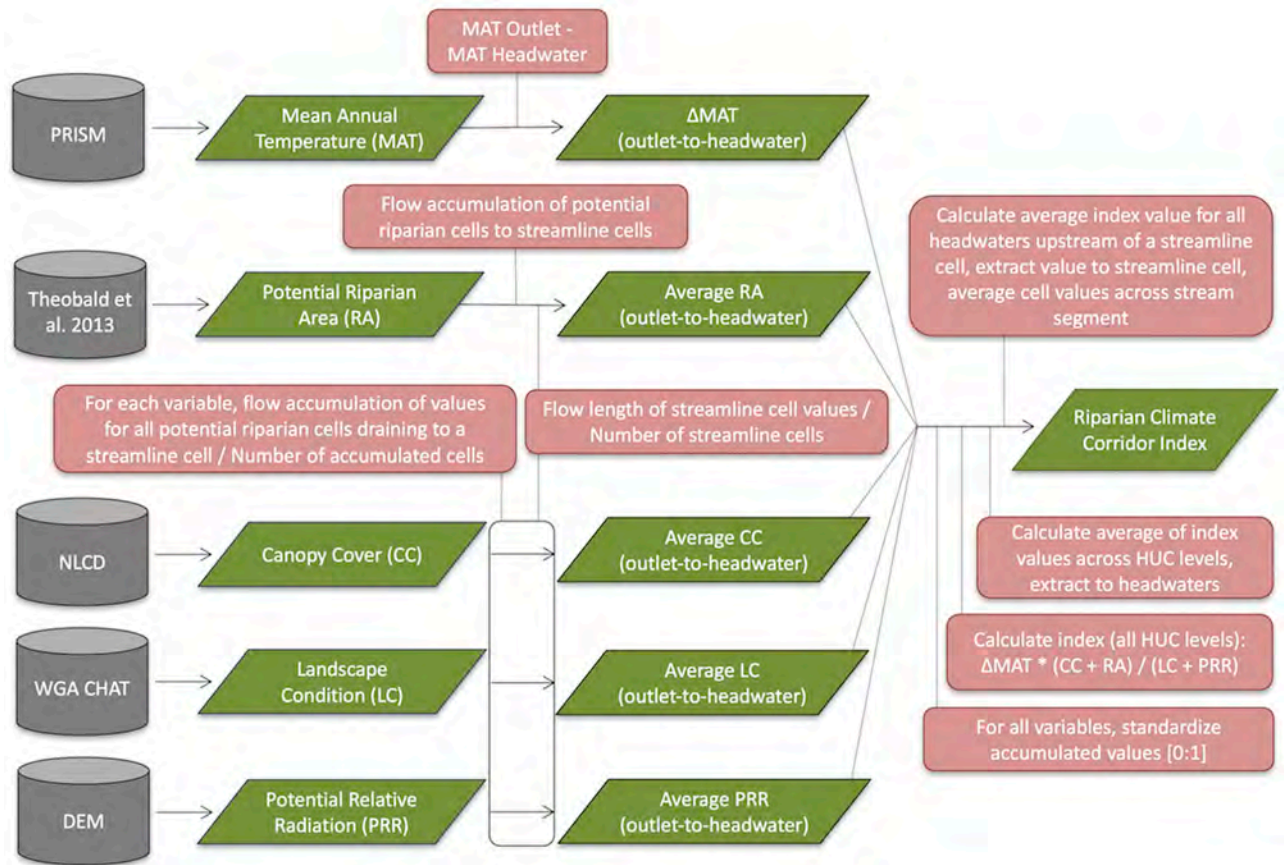 MAT Outlet -
MAT Headwater
PRISM
Mean Annual
Temperature (MAT)
ΔMAT
(outlet-to-headwater)
Flow accumulation of potential
riparian cells to streamline cells
Calculate average index value for all
headwaters upstream of a streamline
cell, extract value to streamline cell,
average cell values across stream
segment
Theobald et
al. 2013
Potential Riparian
Area (RA)
Average RA
(outlet-to-headwater)
For each variable, flow accumulation of values
for all potential riparian cells draining to a
streamline cell / Number of accumulated cells
Flow length of streamline cell values /
Number of streamline cells
Riparian Climate
Corridor Index
NLCD
Canopy Cover (CC)
Average CC
(outlet-to-headwater)
Calculate average of index
values across HUC levels,
extract to headwaters
WGA CHAT
Landscape
Condition (LC)
Average LC
(outlet-to-headwater)
Calculate index (all HUC levels):
ΔMAT * (CC + RA) / (LC + PRR)
For all variables, standardize
accumulated values [0:1]
DEM
Potential Relative
Radiation (PRR)
Average PRR
(outlet-to-headwater)